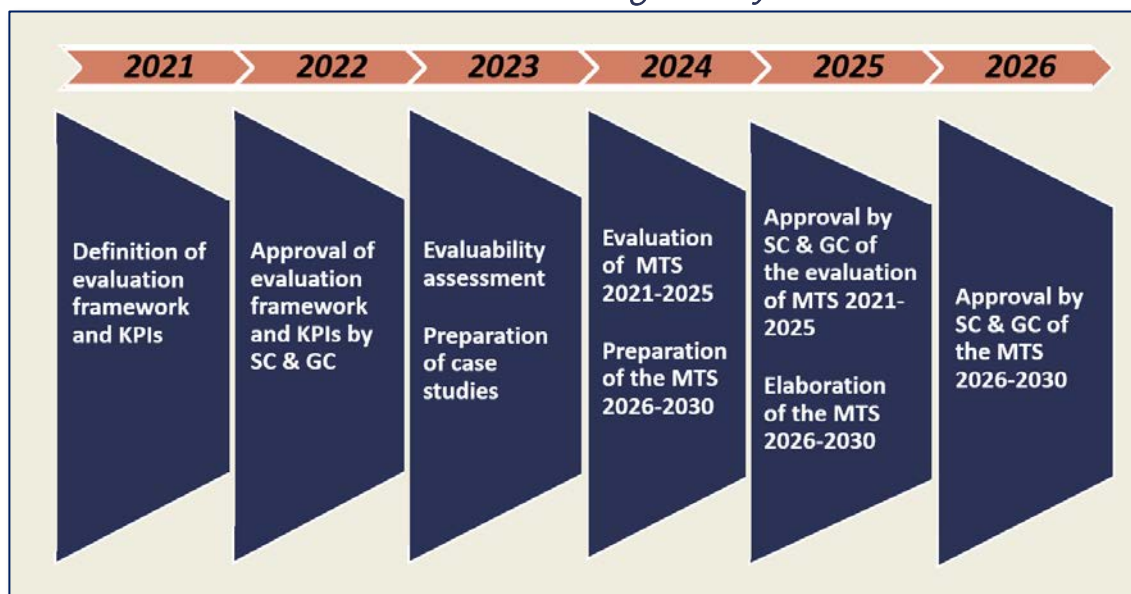 2021
2022
2023
2024
2025
2026
Definition of
evaluation
framework
and KPIs
Approval of
evaluation
framework
and KPIs by
SC & GC
Evaluability
assessment
Preparation
of case
studies
Evaluation
of MTS
2021-2025
Preparation
of the MTS
2026-2030
Approval by
SC & GC of
the evaluation
of MTS 2021-
2025
Elaboration
of the MTS
2026-2030
Approval by
SC & GC of
the MTS
2026-2030